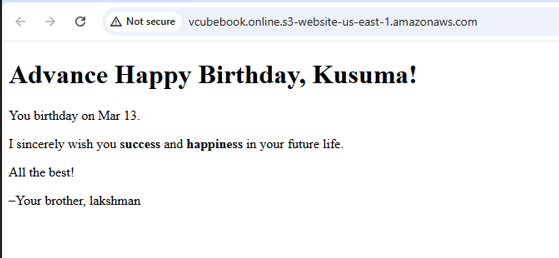 Not secure vcubebook.online.s3-website-us-east-1.amazonaws.com
Advance Happy Birthday, Kusuma!
You birthday on Mar 13.
I sincerely wish you success and happiness in your future life.
All the best!
–Your brother, lakshman